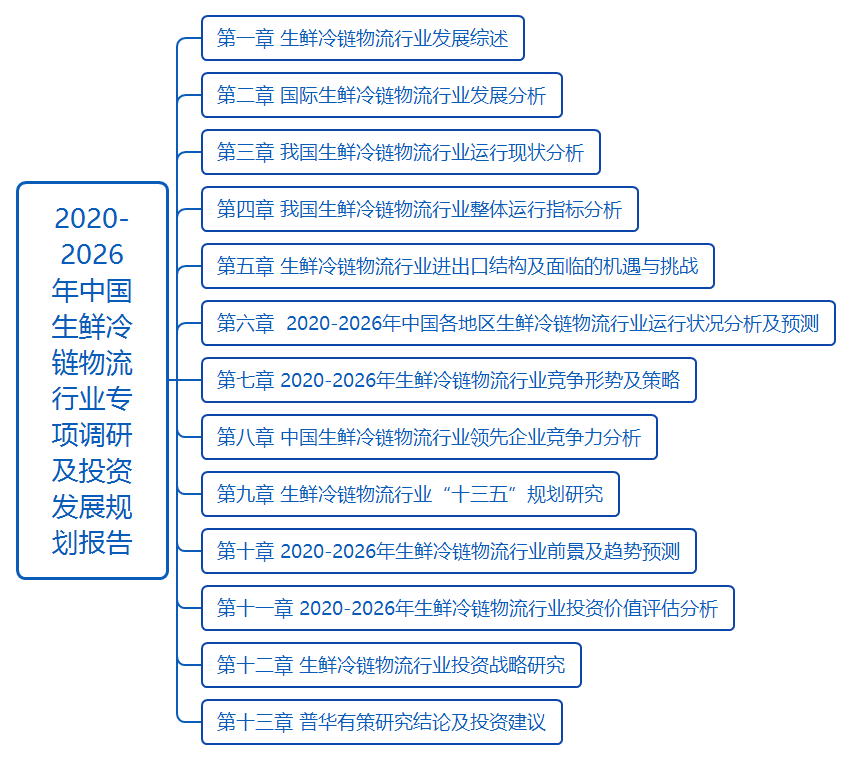 2020-
2026
年中国
生鲜冷
链物流
行业专
项调研
及投资
发展规
划报告
第一章 生鲜冷链物流行业发展综述
第二章 国际生鲜冷链物流行业发展分析
第三章 我国生鲜冷链物流行业运行现状分析
第四章 我国生鲜冷链物流行业整体运行指标分析
第五章 生鲜冷链物流行业进出口结构及面临的机遇与挑战
第六章  2020-2026年中国各地区生鲜冷链物流行业运行状况分析及预测
第七章 2020-2026年生鲜冷链物流行业竞争形势及策略
第八章 中国生鲜冷链物流行业领先企业竞争力分析
第九章 生鲜冷链物流行业“十三五”规划研究
第十章 2020-2026年生鲜冷链物流行业前景及趋势预测
第十一章 2020-2026年生鲜冷链物流行业投资价值评估分析
第十二章 生鲜冷链物流行业投资战略研究
第十三章 普华有策研究结论及投资建议